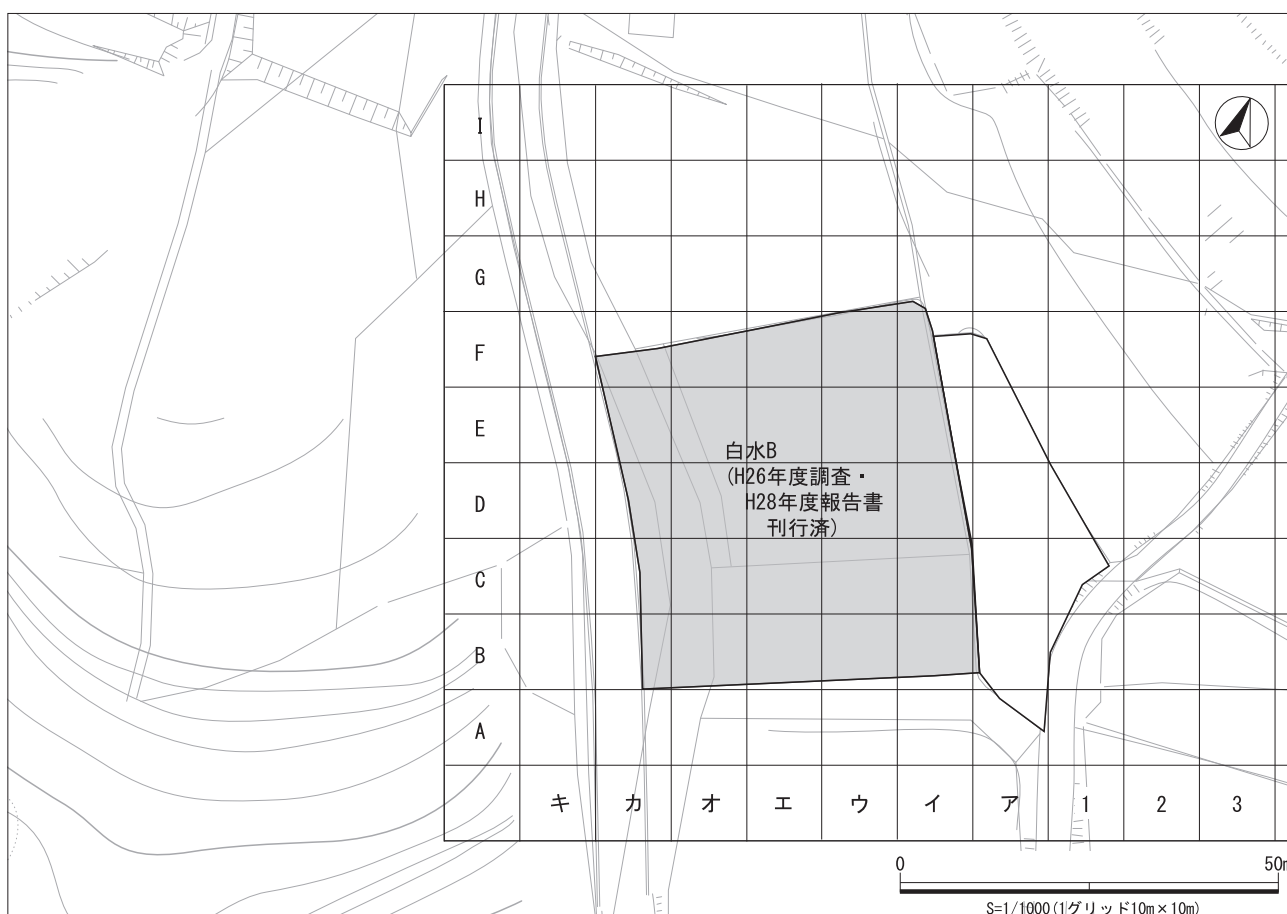 I
H
G
F
E
D
C
B
A
白水B
(H26年度調査・
H28年度報告書
刊行済)
キ カ オ エ ウ イ ア 1 2 3
0 50m
S=1/1000(1グリッド10m×10m)